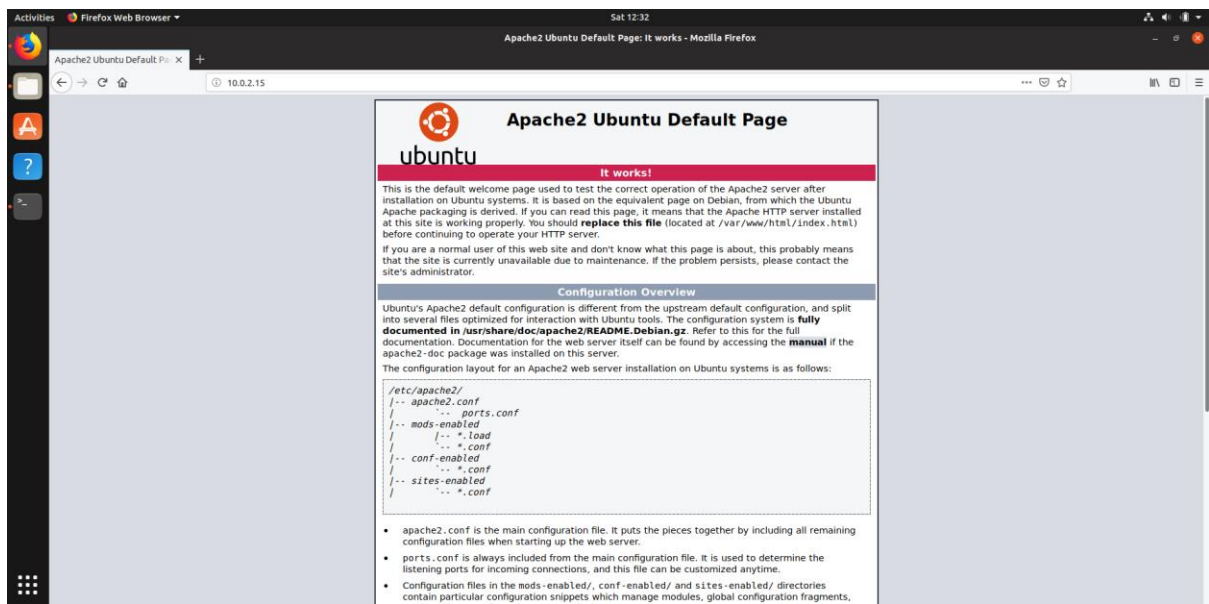 Activities Firefox Web Browser Sat 12:32
Apache2 Ubuntu Default Page: It works - Mozilla Firefox
Apache2 Ubuntu Default Pa
10.0.2.15
ubuntu
Apache2 Ubuntu Default Page
It works!
This is the default welcome page used to test the correct operation of the Apache2 server after
installation on Ubuntu systems. It is based on the equivalent page on Debian, from which the Ubuntu
Apache packaging is derived. If you can read this page, it means that the Apache HTTP server installed
at this site is working properly. You should replace this file (located at /var/www/html/index.html)
before continuing to operate your HTTP server.
If you are a normal user of this web site and don't know what this page is about, this probably means
that the site is currently unavailable due to maintenance. If the problem persists, please contact the
site's administrator.
Configuration Overview
Ubuntu's Apache2 default configuration is different from the upstream default configuration, and split
into several files optimized for interaction with Ubuntu tools. The configuration system is fully
documented in /usr/share/doc/apache2/README.Debian.gz. Refer to this for the full
documentation. Documentation for the web server itself can be found by accessing the manual if the
apache2-doc package was installed on this server.
The configuration layout for an Apache2 web server installation on Ubuntu systems is as follows:
/etc/apache2/
|-- apache2.conf
|       `--  ports.conf
|-- mods-enabled
|       |-- *.load
|       `-- *.conf
|-- conf-enabled
|       `-- *.conf
|-- sites-enabled
|       `-- *.conf
• apache2.conf is the main configuration file. It puts the pieces together by including all remaining
configuration files when starting up the web server.
• ports.conf is always included from the main configuration file. It is used to determine the
listening ports for incoming connections, and this file can be customized anytime.
• Configuration files in the mods-enabled/, conf-enabled/ and sites-enabled/ directories
contain particular configuration snippets which manage modules, global configuration fragments,